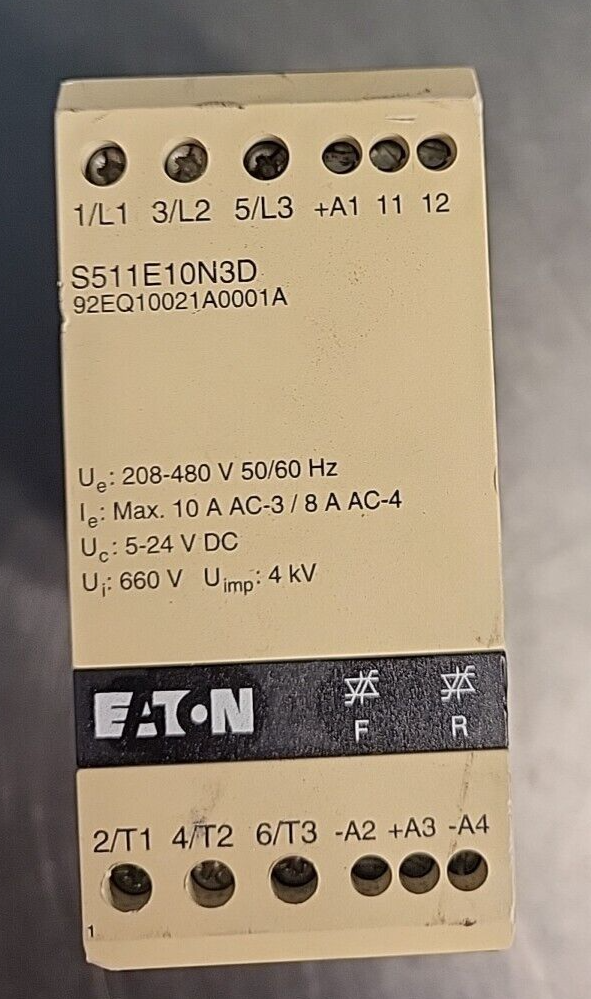 1/L1 3/L2 5/L3 +A1 11 12
S511E10N3D
92EQ10021A0001A
Ue: 208-480 V 50/60 Hz
Ie: Max. 10 A AC-3 / 8 A AC-4
Uc: 5-24 V DC
Ui: 660 V Uimp: 4 kV
EATON
F R
2/T1 4/T2 6/T3 -A2 +A3 -A4
1